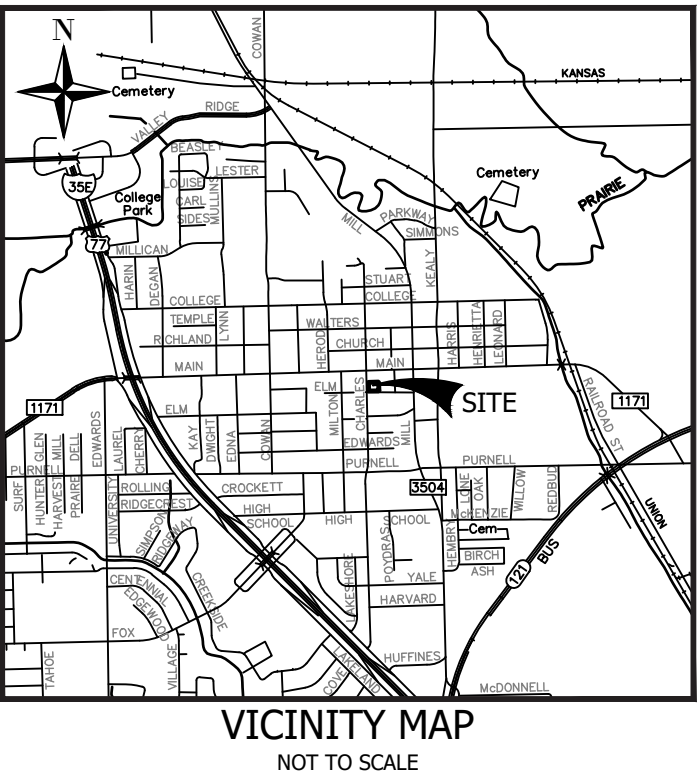 N
COWAN
KANSAS
Cemetery
RIDGE
VALLEY
BEASLEY
LESTER
LOUISE
35E
CARL
MULLINS
College
Park
SIDES
Cemetery
PRAIRIE
MILL
PARKWAY
SIMMONS
77
MILLICAN
KEALY
HARIN
DEGAN
STUART
COLLEGE
COLLEGE
TEMPLE
LYNN
WALTERS
HARRIS
HENRIETTA
LEONARD
RICHLAND
HEROD
CHURCH
MAIN
MAIN
ELM
CHARLES
SITE
1171
1171
RAILROAD ST
ELM
MILTON
EDWARDS
LAUREL
CHERRY
KAY
DWIGHT
EDNA
COWAN
MILL
EDWARDS
GLEN
HUNTER
MILL
HARVEST
DELL
PRAIRE
PURNELL
PURNELL
PURNELL
SURF
UNIVERSITY
ROLLING
CROCKETT
3504
LONE
OAK
WILLOW
REDBUD
RIDGECREST
HIGH
SCHOOL
HIGH
SCHOOL
McKENZIE
UNION
SIMPSON
RIDGEWAY
POYDRAS
HEMBRY
Cem
BIRCH
ASH
BUS
121
CENTENNIAL
EDGEWOOD
CREEKSIDE
LAKESHORE
YALE
HARVARD
FOX
TAHOE
VILLAGE
LAKELAND
COVE
HUFFINES
McDONNELL
VICINITY MAP
NOT TO SCALE